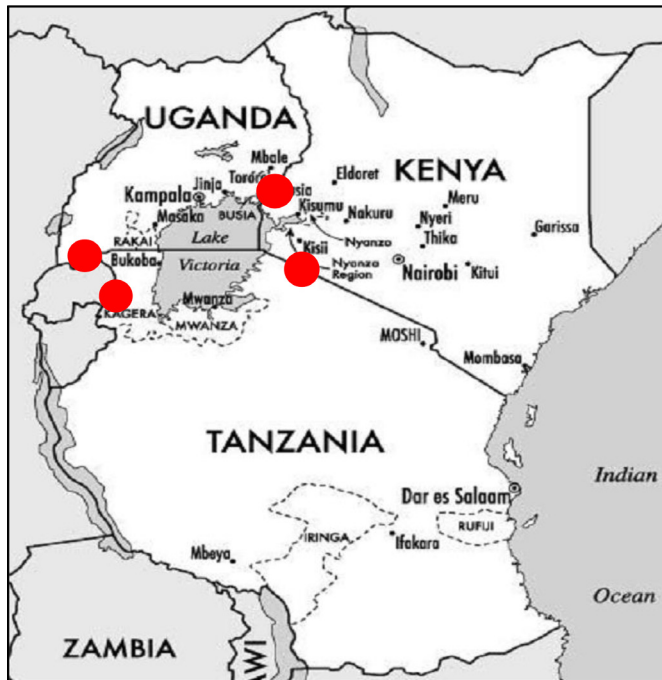 UGANDA
Mbale
Eldoret
KENYA
Jinja
Kampala
BUSIA
Kisumu
Meru
Masaka
Nakuru
Nyeri
Garissa
RAKAI
Lake
Kisii
Nyanza
Thika
Bukoba
Victoria
Nyanza
Region
Nairobi
Kitui
Mwanza
KAGERA
MWANZA
MOSHI
Mombasa
TANZANIA
Indian
Dar es Salaam
RUFIJI
IRINGA
Ifakara
Mbeya
Ocean
ZAMBIA